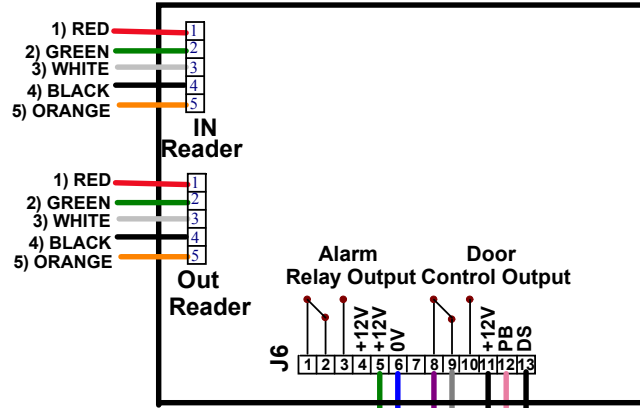 1) RED
2) GREEN
3) WHITE
4) BLACK
5) ORANGE
1
2
3
4
5
IN
Reader
1) RED
2) GREEN
3) WHITE
4) BLACK
5) ORANGE
1
2
3
4
5
Out
Reader
Alarm
Relay Output
Door
Control Output
+12V
+12V
0V
+12V
PB
DS
J6
1 2 3 4 5 6 7 8 9 10 11 12 13